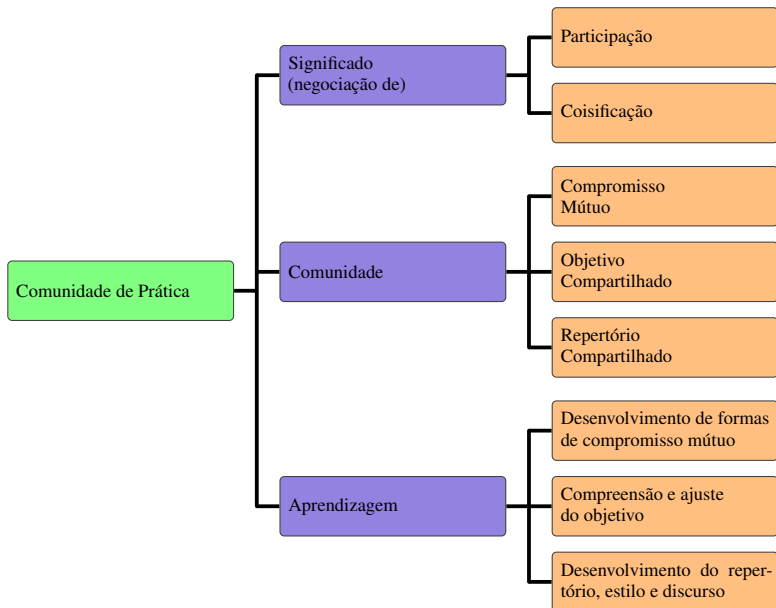 Comunidade de Prática
Significado
(negociação de)
Participação
Coisificação
Comunidade
Compromisso
Mútuo
Objetivo
Compartilhado
Repertório
Compartilhado
Aprendizagem
Desenvolvimento de formas
de compromisso mútuo
Compreensão e ajuste
do objetivo
Desenvolvimento do reper-
tório, estilo e discurso